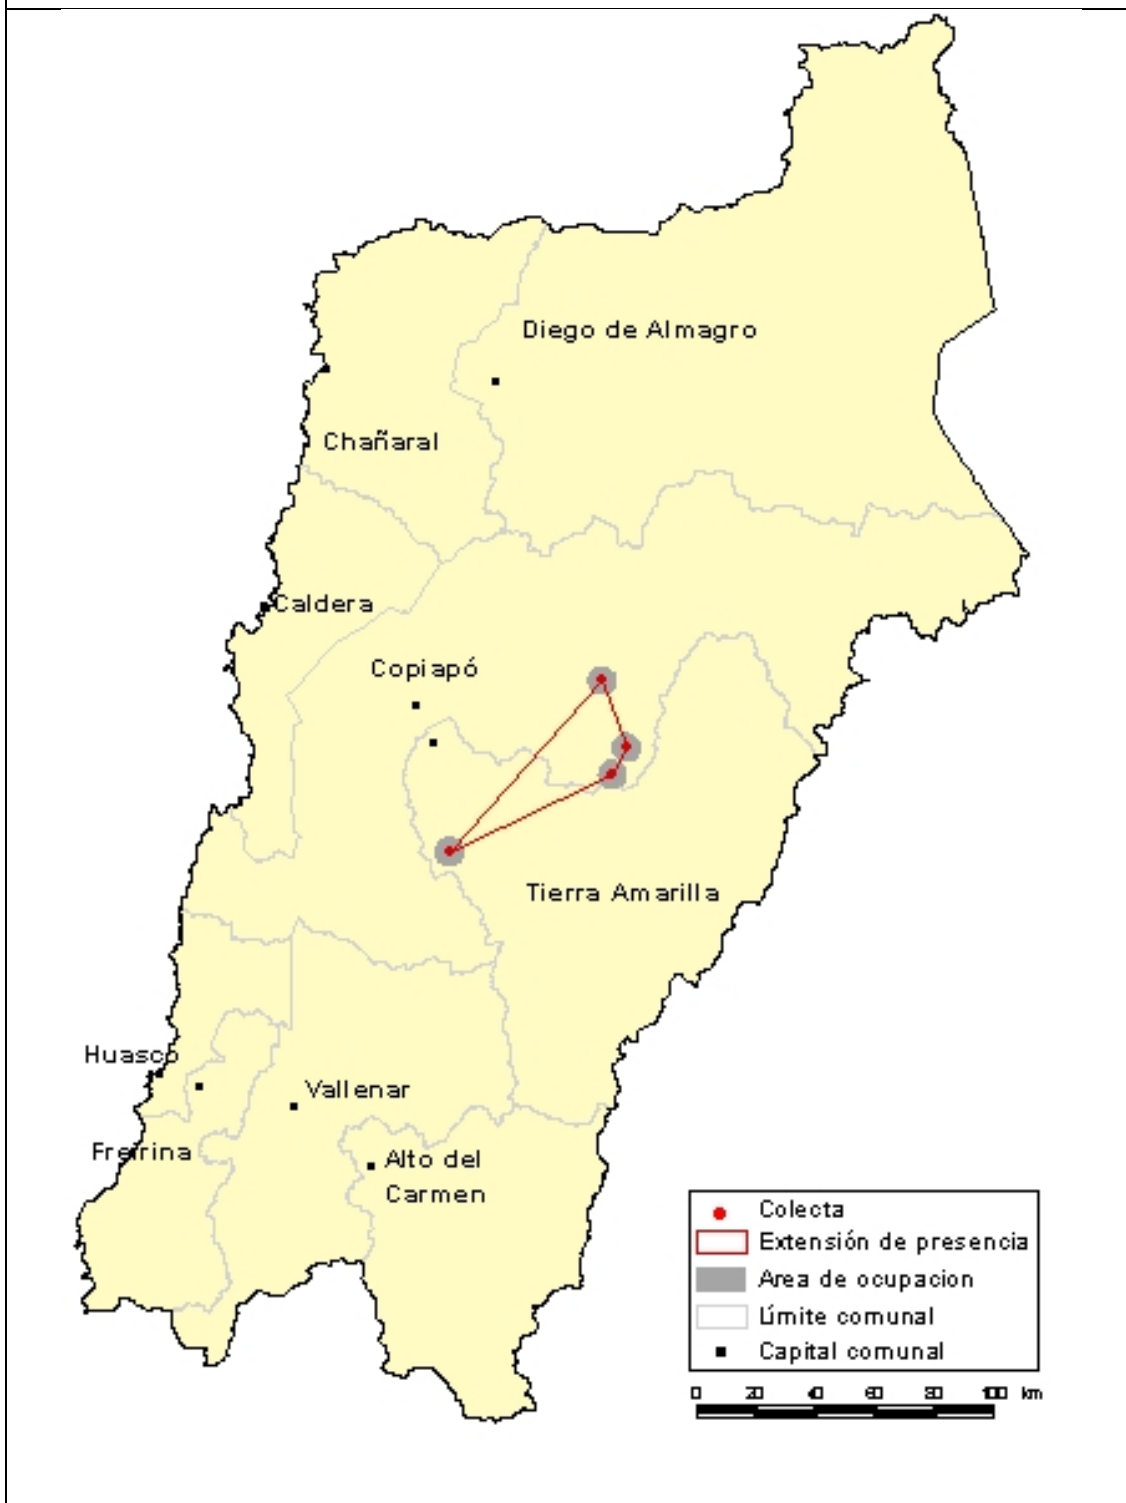 Diego de Almagro
Chañaral
Caldera
Copiapó
Tierra Amarilla
Huasco
Vallenar
Freirina
Alto del
Carmen
Colecta
Extensión de presencia
Area de ocupacion
Límite comunal
Capital comunal
0 20 40 60 80 100 km